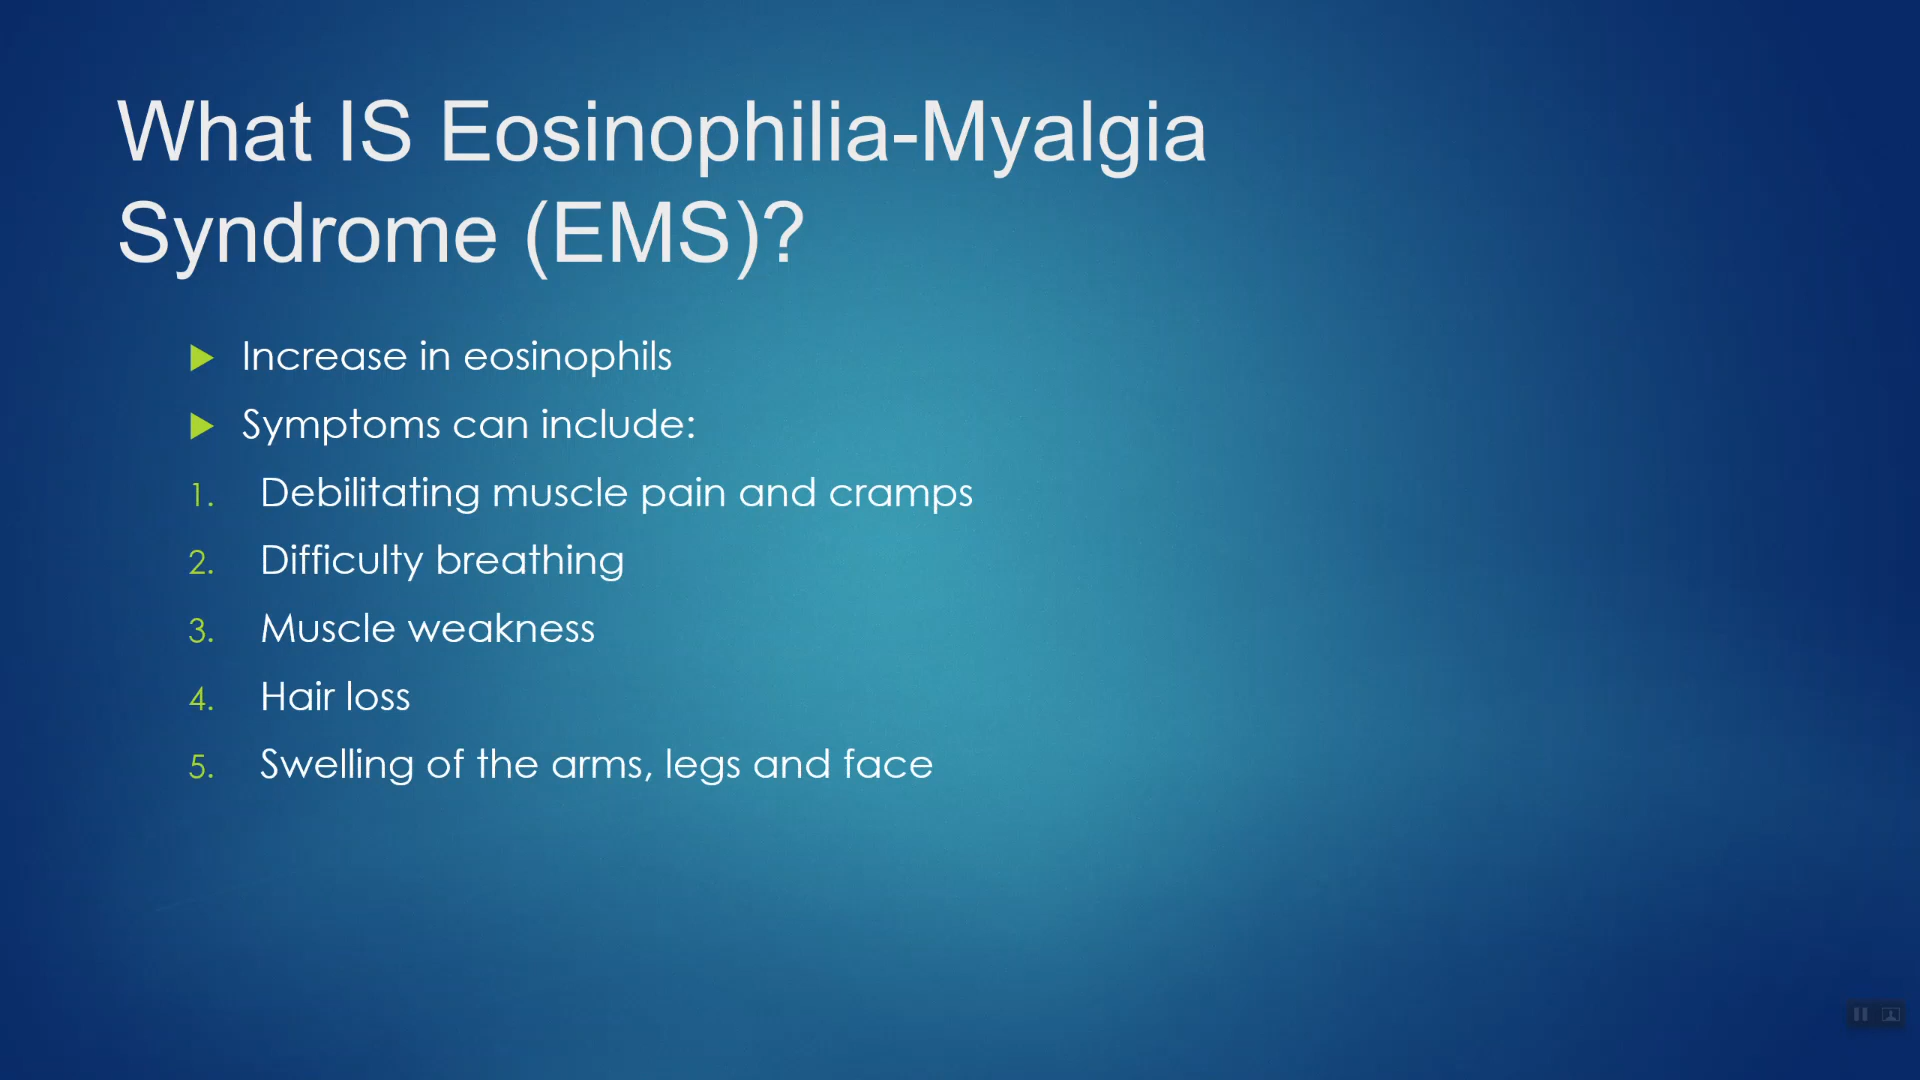 What IS Eosinophilia-Myalgia
Syndrome (EMS)?
Increase in eosinophils
Symptoms can include:
1. Debilitating muscle pain and cramps
2. Difficulty breathing
3. Muscle weakness
4. Hair loss
5. Swelling of the arms, legs and face